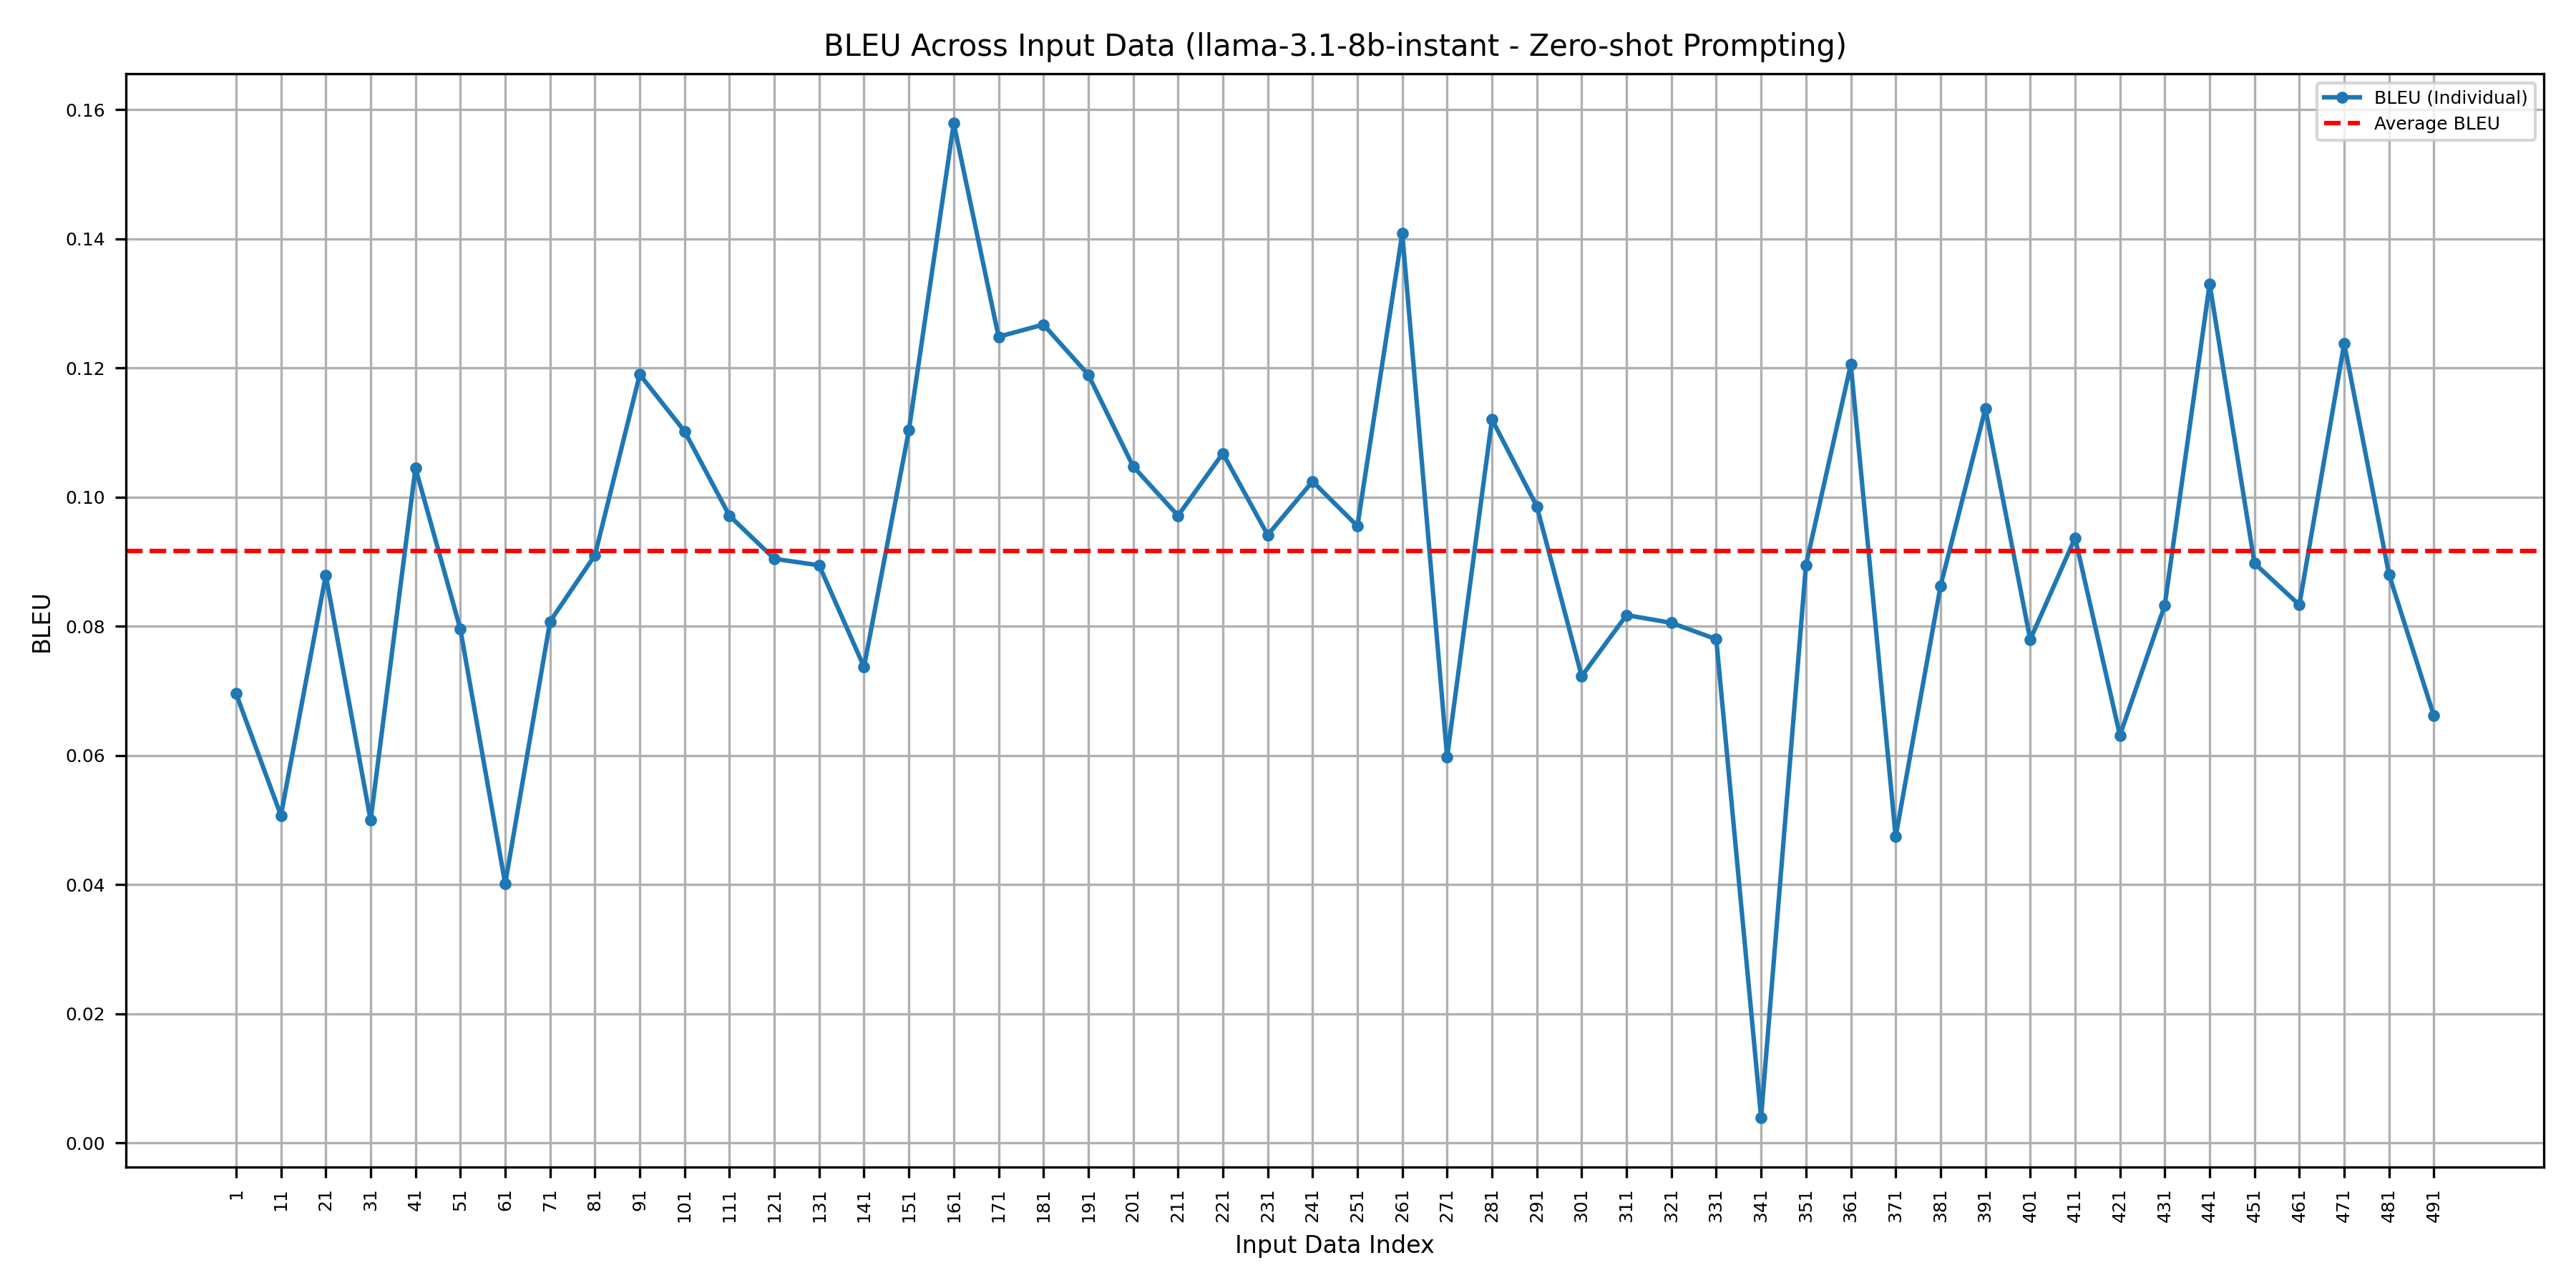 BLEU Across Input Data (llama-3.1-8b-instant - Zero-shot Prompting)
BLEU (Individual)
Average BLEU
BLEU
0.16
0.14
0.12
0.10
0.08
0.06
0.04
0.02
0.00
1 11 21 31 41 51 61 71 81 91 101 111 121 131 141 151 161 171 181 191 201 211 221 231 241 251 261 271 281 291 301 311 321 331 341 351 361 371 381 391 401 411 421 431 441 451 461 471 481 491
Input Data Index